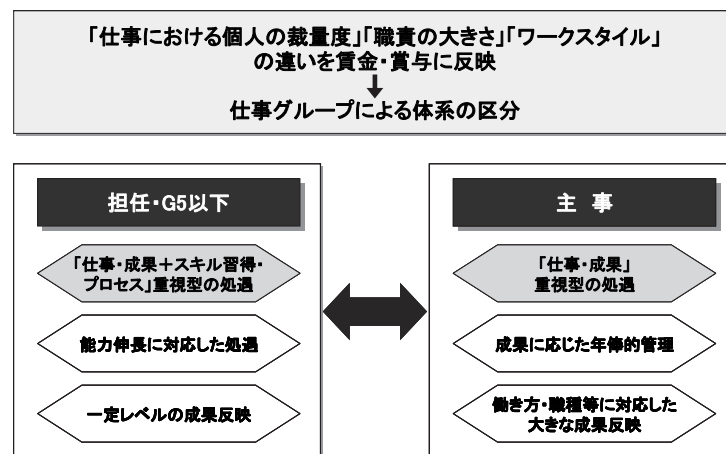 「仕事における個人の裁量度」「職責の大きさ」「ワークスタイル」
の違いを賃金・賞与に反映
仕事グループによる体系の区分
担任・G5以下
「仕事・成果＋スキル習得・
プロセス」重視型の処遇
能力伸長に対応した処遇
一定レベルの成果反映
主 事
「仕事・成果」
重視型の処遇
成果に応じた年俸的管理
働き方・職種等に対応した
大きな成果反映